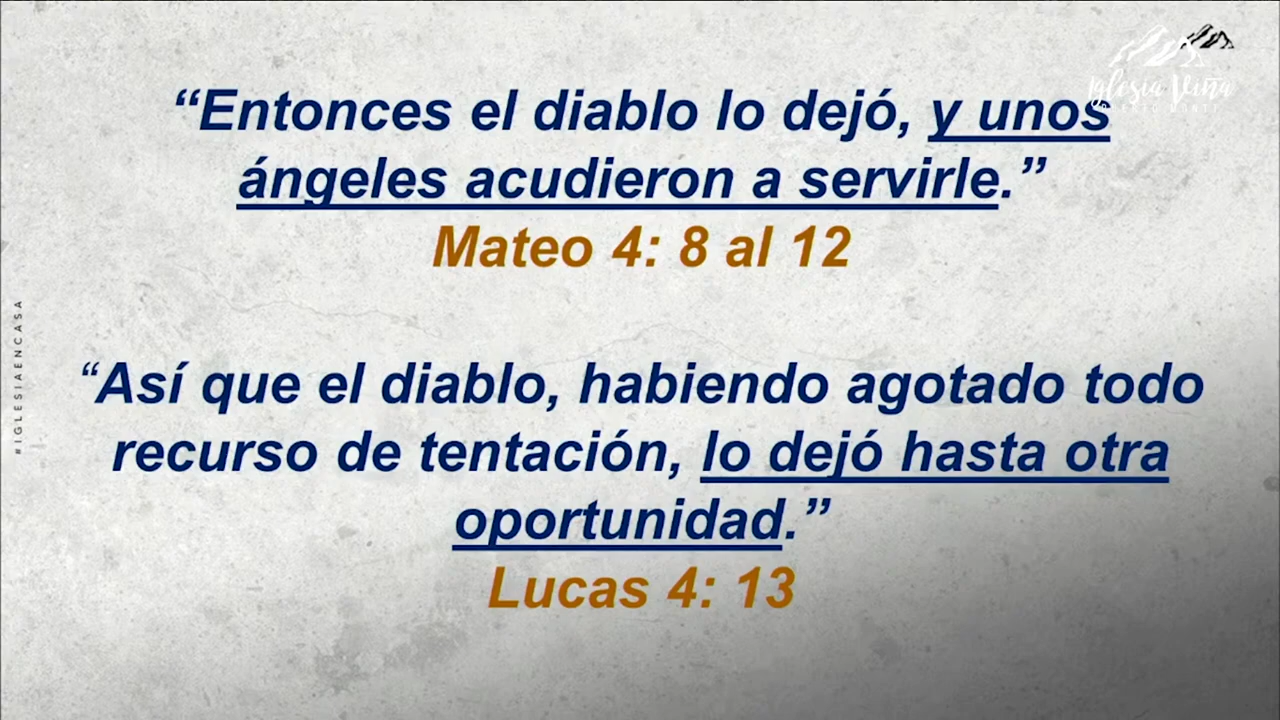 Iglesia Viña
“Entonces el diablo lo dejó, y unos
ángeles acudieron a servirle.”
Mateo 4: 8 al 12
#IGLESIAENCASA
“Así que el diablo, habiendo agotado todo
recurso de tentación, lo dejó hasta otra
oportunidad.”
Lucas 4: 13